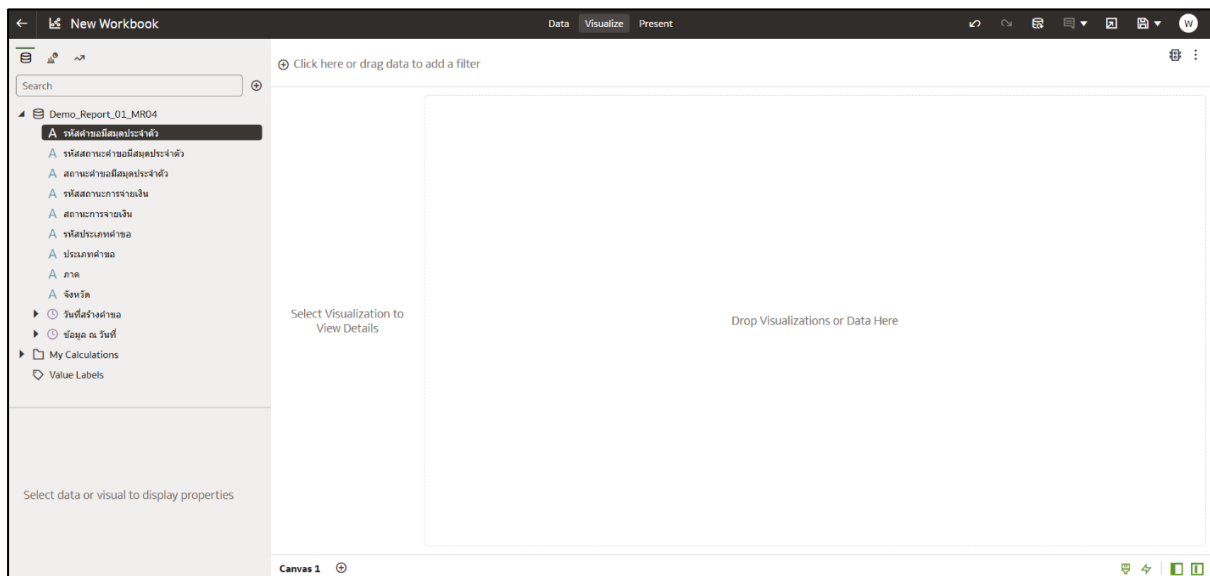 New Workbook
Data Visualize Present
W
Click here or drag data to add a filter
Search
Demo_Report_01_MR04
A รหัสคำขอมีสมุดประจำตัว
A รหัสสถานะคำขอมีสมุดประจำตัว
A สถานะคำขอมีสมุดประจำตัว
A รหัสสถานะการจ่ายเงิน
A สถานะการจ่ายเงิน
A รหัสประเภทคำขอ
A ประเภทคำขอ
A ภาค
A จังหวัด
วันที่สร้างคำขอ
ข้อมูล ณ วันที่
My Calculations
Value Labels
Select Visualization to
View Details
Drop Visualizations or Data Here
Select data or visual to display properties
Canvas 1